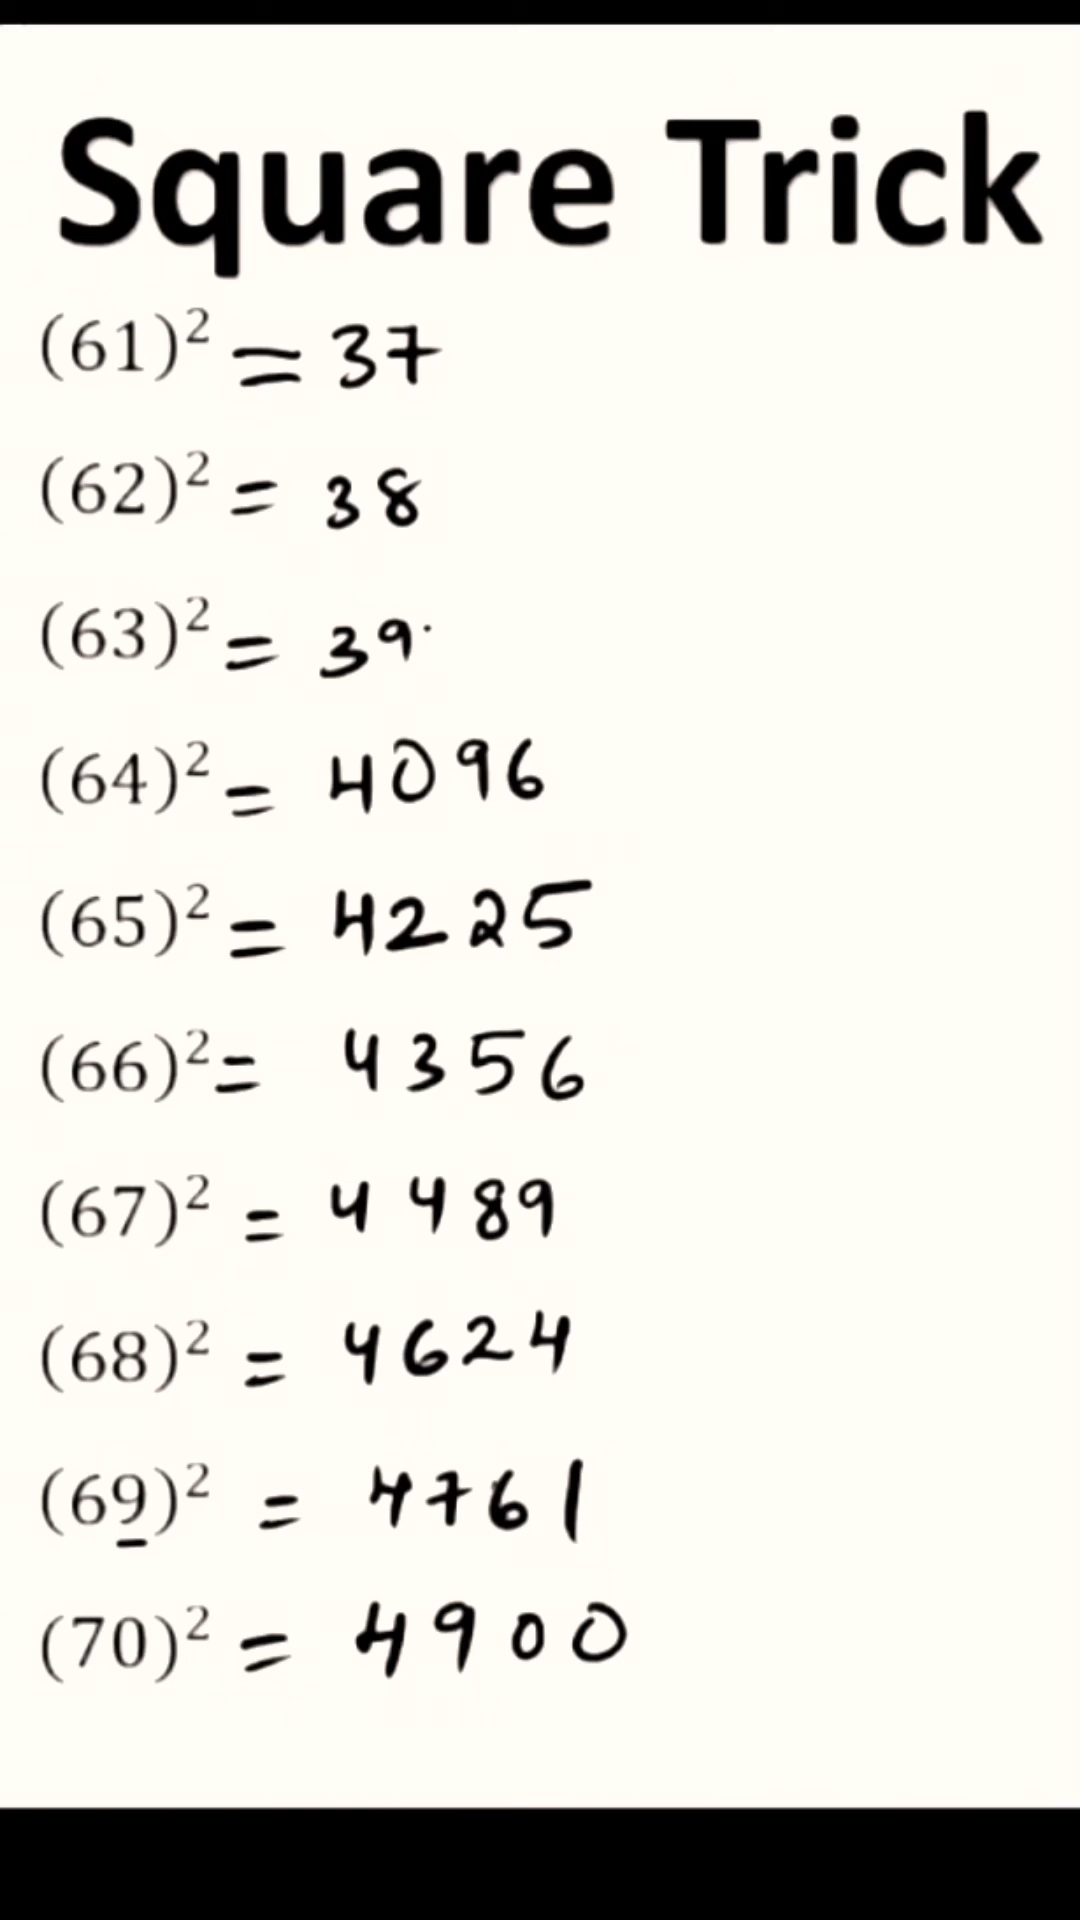 Square Trick
(61)² = 37
(62)² = 38
(63)² = 39
(64)² = 4096
(65)² = 4225
(66)² = 4356
(67)² = 4489
(68)² = 4624
(69)² = 4761
(70)² = 4900